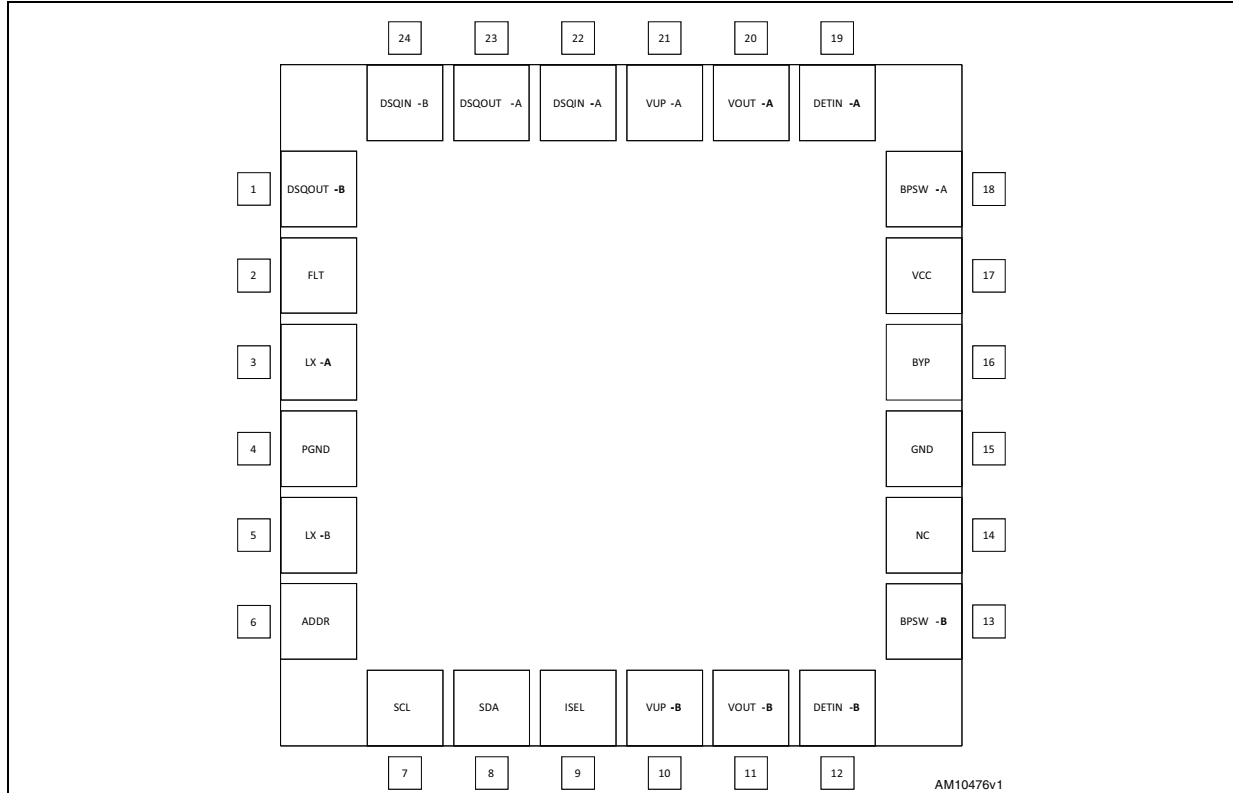 24 23 22 21 20 19
DSQIN -B DSQOUT -A DSQIN -A VUP -A VOUT -A DETIN -A
1 DSQOUT -B BPSW -A 18
2 FLT VCC 17
3 LX -A BYP 16
4 PGND GND 15
5 LX -B NC 14
6 ADDR BPSW -B 13
SCL SDA ISEL VUP -B VOUT -B DETIN -B
7 8 9 10 11 12
AM10476v1